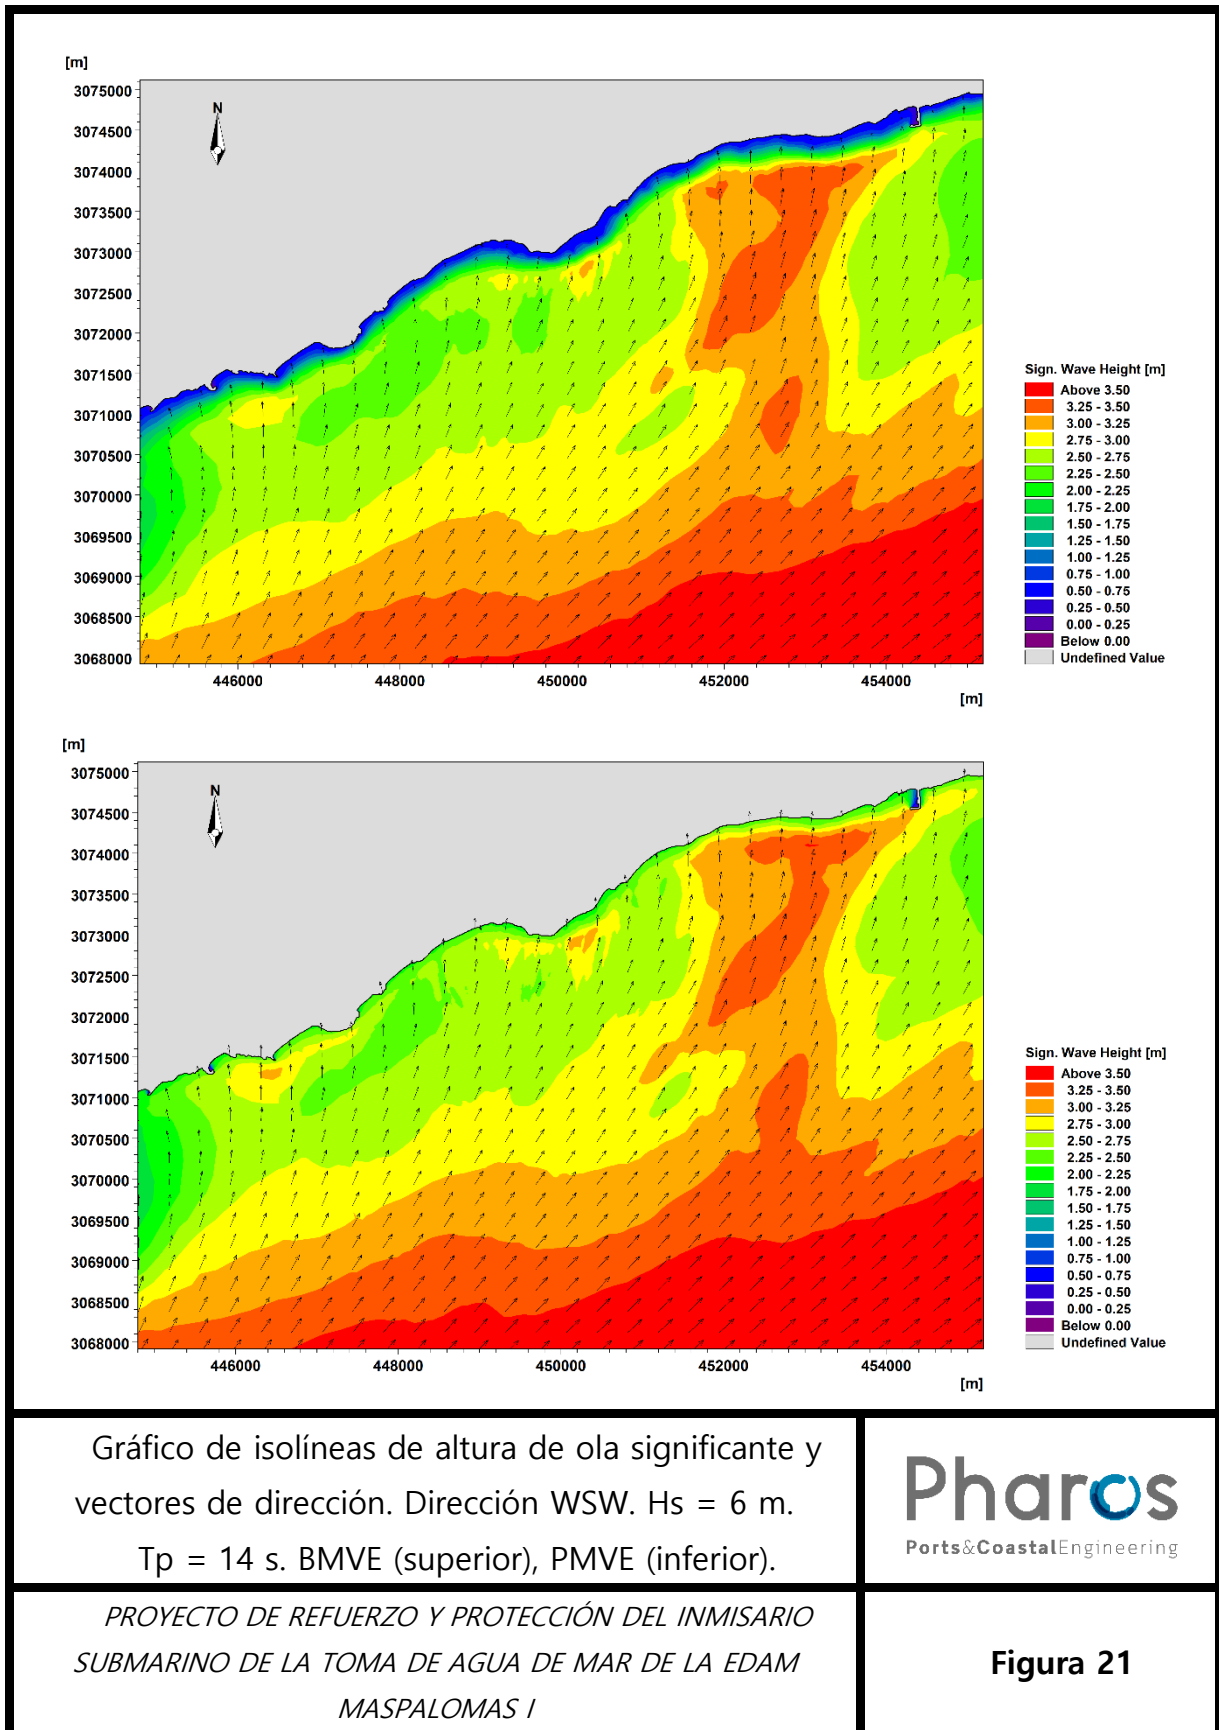 [m]
N
3075000
3074500
3074000
3073500
3073000
3072500
3072000
3071500
3071000
3070500
3070000
3069500
3069000
3068500
3068000
446000 448000 450000 452000 454000
[m]
Sign. Wave Height [m]
Above 3.50
3.25 - 3.50
3.00 - 3.25
2.75 - 3.00
2.50 - 2.75
2.25 - 2.50
2.00 - 2.25
1.75 - 2.00
1.50 - 1.75
1.25 - 1.50
1.00 - 1.25
0.75 - 1.00
0.50 - 0.75
0.25 - 0.50
0.00 - 0.25
Below 0.00
Undefined Value
[m]
N
3075000
3074500
3074000
3073500
3073000
3072500
3072000
3071500
3071000
3070500
3070000
3069500
3069000
3068500
3068000
446000 448000 450000 452000 454000
[m]
Sign. Wave Height [m]
Above 3.50
3.25 - 3.50
3.00 - 3.25
2.75 - 3.00
2.50 - 2.75
2.25 - 2.50
2.00 - 2.25
1.75 - 2.00
1.50 - 1.75
1.25 - 1.50
1.00 - 1.25
0.75 - 1.00
0.50 - 0.75
0.25 - 0.50
0.00 - 0.25
Below 0.00
Undefined Value
Gráfico de isolíneas de altura de ola significante y
vectores de dirección. Dirección WSW. Hs = 6 m.
Tp = 14 s. BMVE (superior), PMVE (inferior).
Pharos
Ports&CoastalEngineering
PROYECTO DE REFUERZO Y PROTECCIÓN DEL INMISARIO
SUBMARINO DE LA TOMA DE AGUA DE MAR DE LA EDAM
MASPALOMAS I
Figura 21